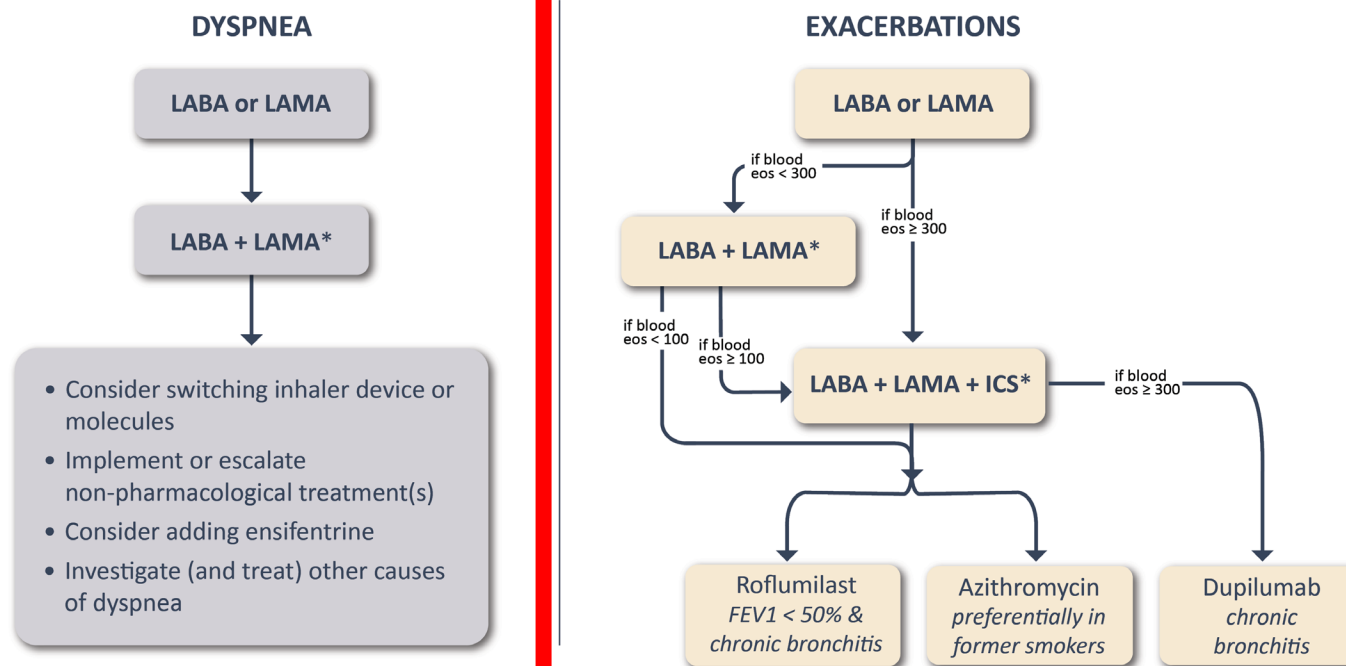 DYSPNEA
LABA or LAMA
LABA + LAMA*
• Consider switching inhaler device or
molecules
• Implement or escalate
non-pharmacological treatment(s)
• Consider adding ensifentrine
• Investigate (and treat) other causes
of dyspnea
EXACERBATIONS
LABA or LAMA
if blood
eos < 300
if blood
eos ≥ 300
LABA + LAMA*
if blood
eos < 100
if blood
eos ≥ 100
LABA + LAMA + ICS*
if blood
eos ≥ 300
Roflumilast
FEV1 < 50% &
chronic bronchitis
Azithromycin
preferentially in
former smokers
Dupilumab
chronic
bronchitis